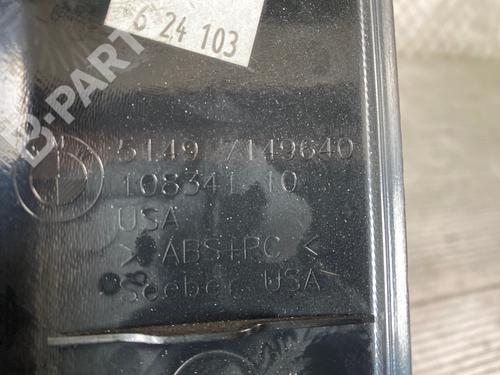 6 24 103
B-PARTS
5149 7149640
108341 10
USA
> ABS+PC <
Seeber USA